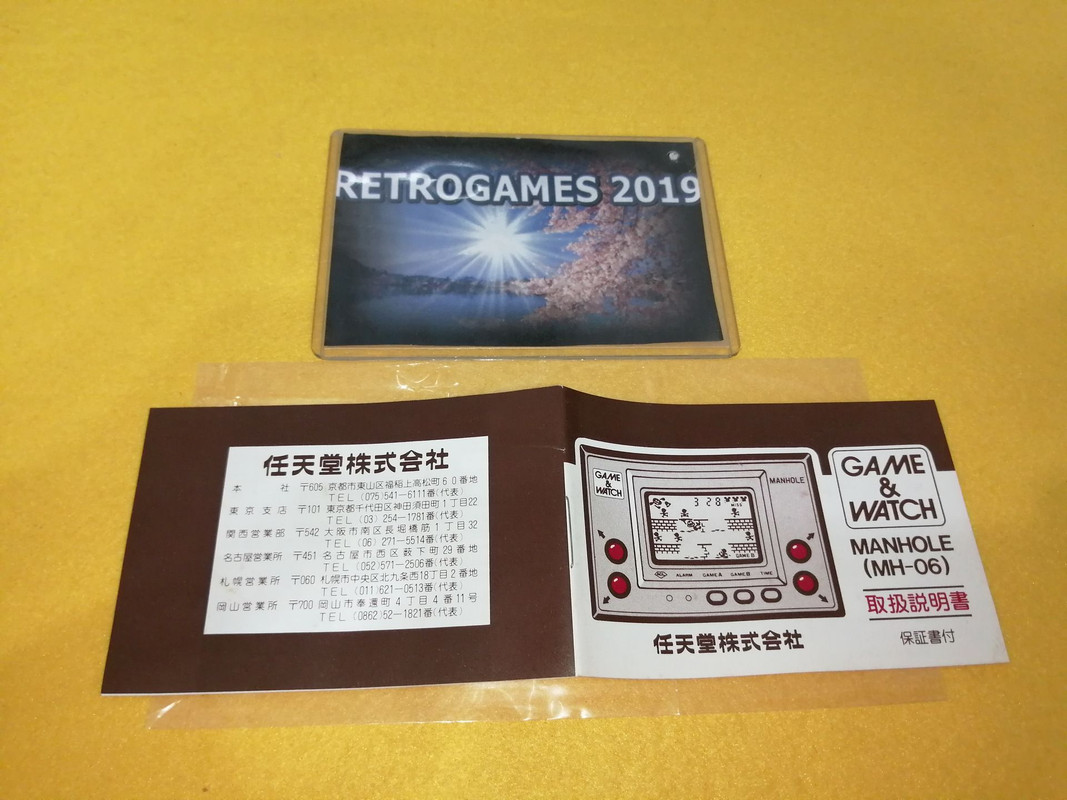 RETROGAMES 2019
任天堂株式会社
本 社 〒605 京都市東山区福稲上高松町60番地
TEL (075)541-6111番(代表)
東京支店 〒101 東京都千代田区神田須田町1丁目22
TEL (03) 254-1781番(代表)
関西営業部 〒542 大阪市南区長堀橋筋1丁目32
TEL (06) 271-5514番(代表)
名古屋営業所 〒451 名古屋市西区薮下町29番地
TEL (052)571-2506番(代表)
札幌営業所 〒060 札幌市中央区北九条西18丁目2番地
TEL (011)621-0513番(代表)
岡山営業所 〒700 岡山市奉還町4丁目4番11号
TEL (0862)52-1821番(代表)
GAME
&
WATCH
MANHOLE
3 28
MISS
GAME B
ALARM GAME A GAME B TIME
任天堂株式会社
GAME
&
WATCH
MANHOLE
(MH-06)
取扱説明書
保証書付